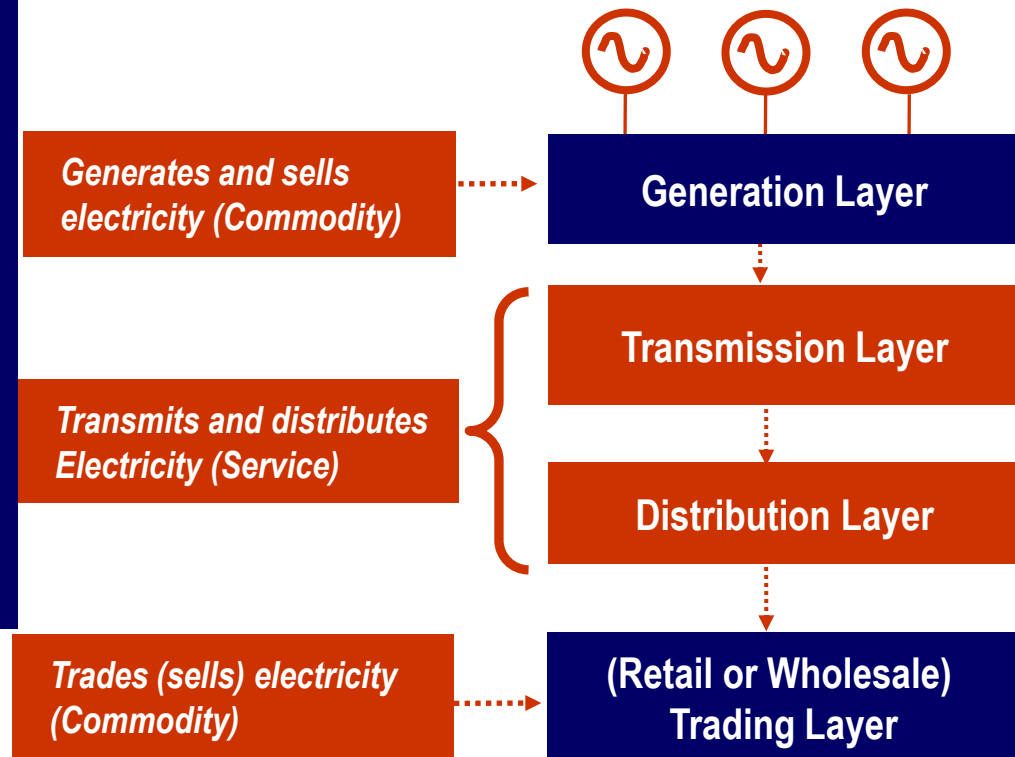 Generates and sells
electricity (Commodity)
Generation Layer
Transmission Layer
Transmits and distributes
Electricity (Service)
Distribution Layer
Trades (sells) electricity
(Commodity)
(Retail or Wholesale)
Trading Layer